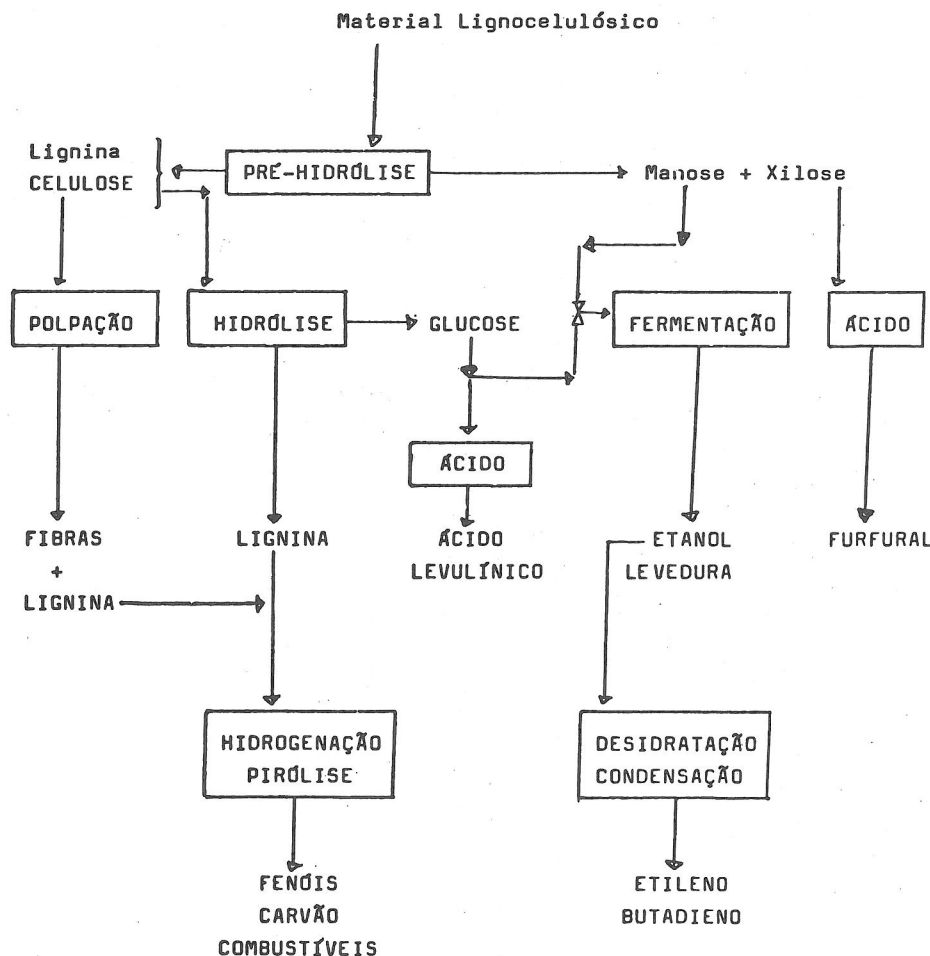 Material Lignocelulósico
Lignina
CELULOSE
PRÉ-HIDRÓLISE
Manose + Xilose
POLPAÇÃO
HIDRÓLISE
GLUCOSE
FERMENTAÇÃO
ÁCIDO
ÁCIDO
FIBRAS
+
LIGNINA
LIGNINA
ÁCIDO
LEVULÍNICO
ETANOL
LEVEDURA
FURFURAL
HIDROGENAÇÃO
PIRÓLISE
DESIDRATAÇÃO
CONDENSAÇÃO
FENÓIS
CARVÃO
COMBUSTÍVEIS
ETILENO
BUTADIENO